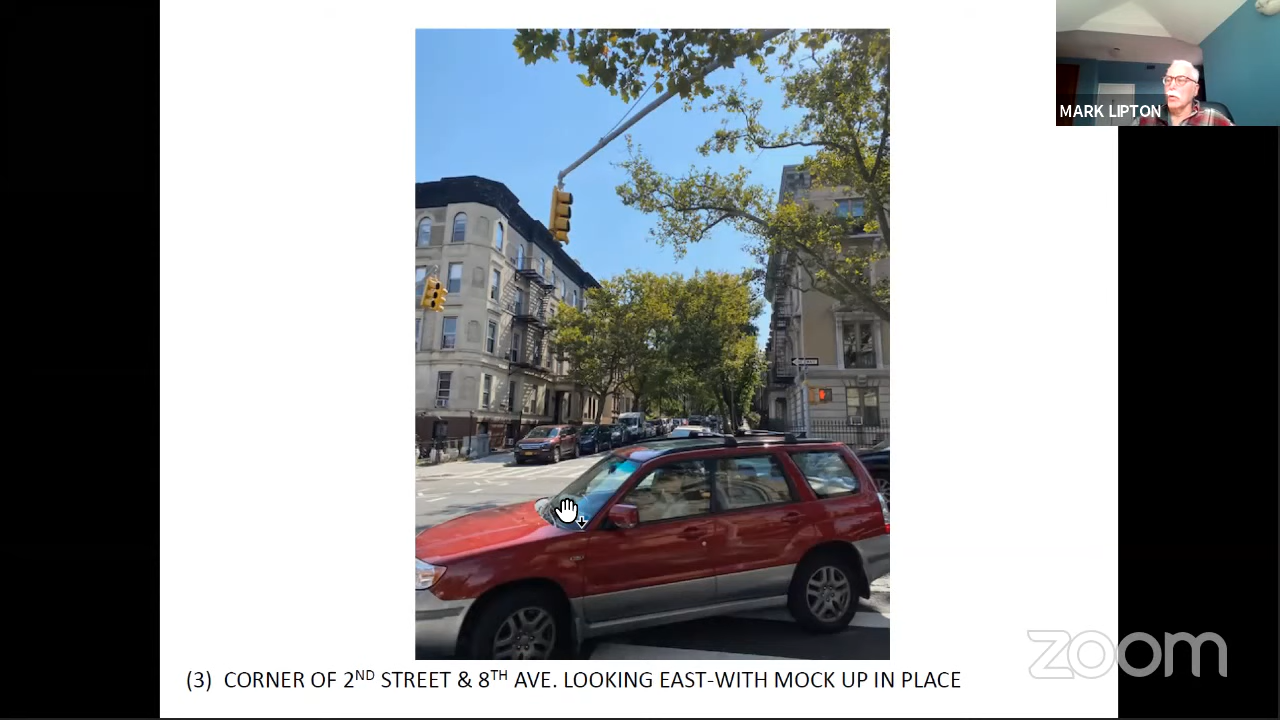 MARK LIPTON
(3) CORNER OF 2ND STREET & 8TH AVE. LOOKING EAST-WITH MOCK UP IN PLACE
zoom